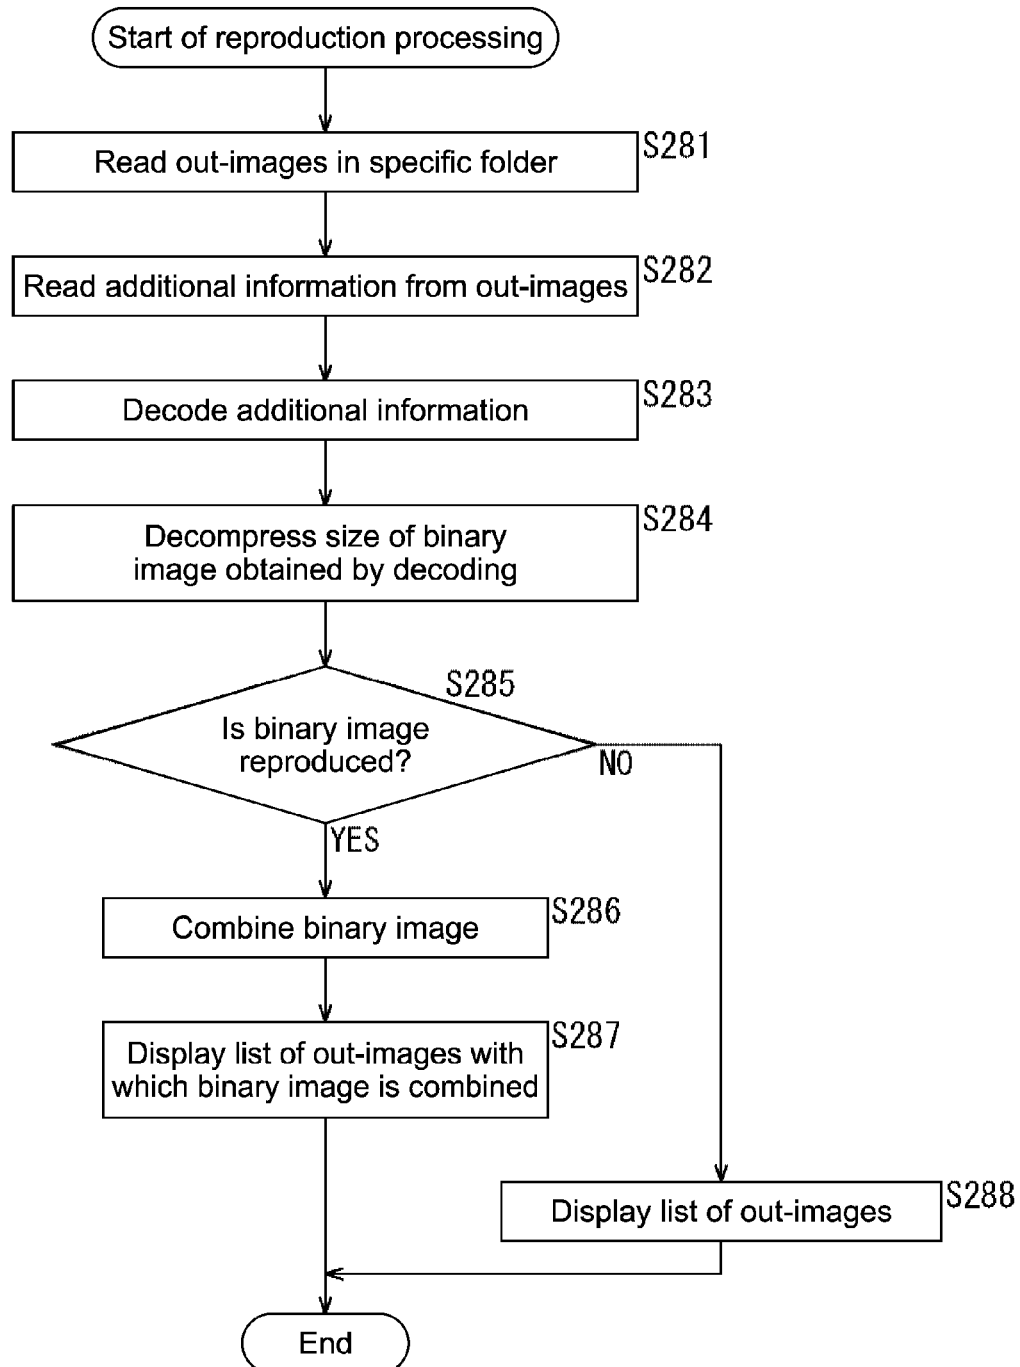 Start of reproduction processing
S281
Read out-images in specific folder
S282
Read additional information from out-images
S283
Decode additional information
S284
Decompress size of binary
image obtained by decoding
S285
Is binary image
reproduced?
NO
YES
S286
Combine binary image
S287
Display list of out-images with
which binary image is combined
S288
Display list of out-images
End